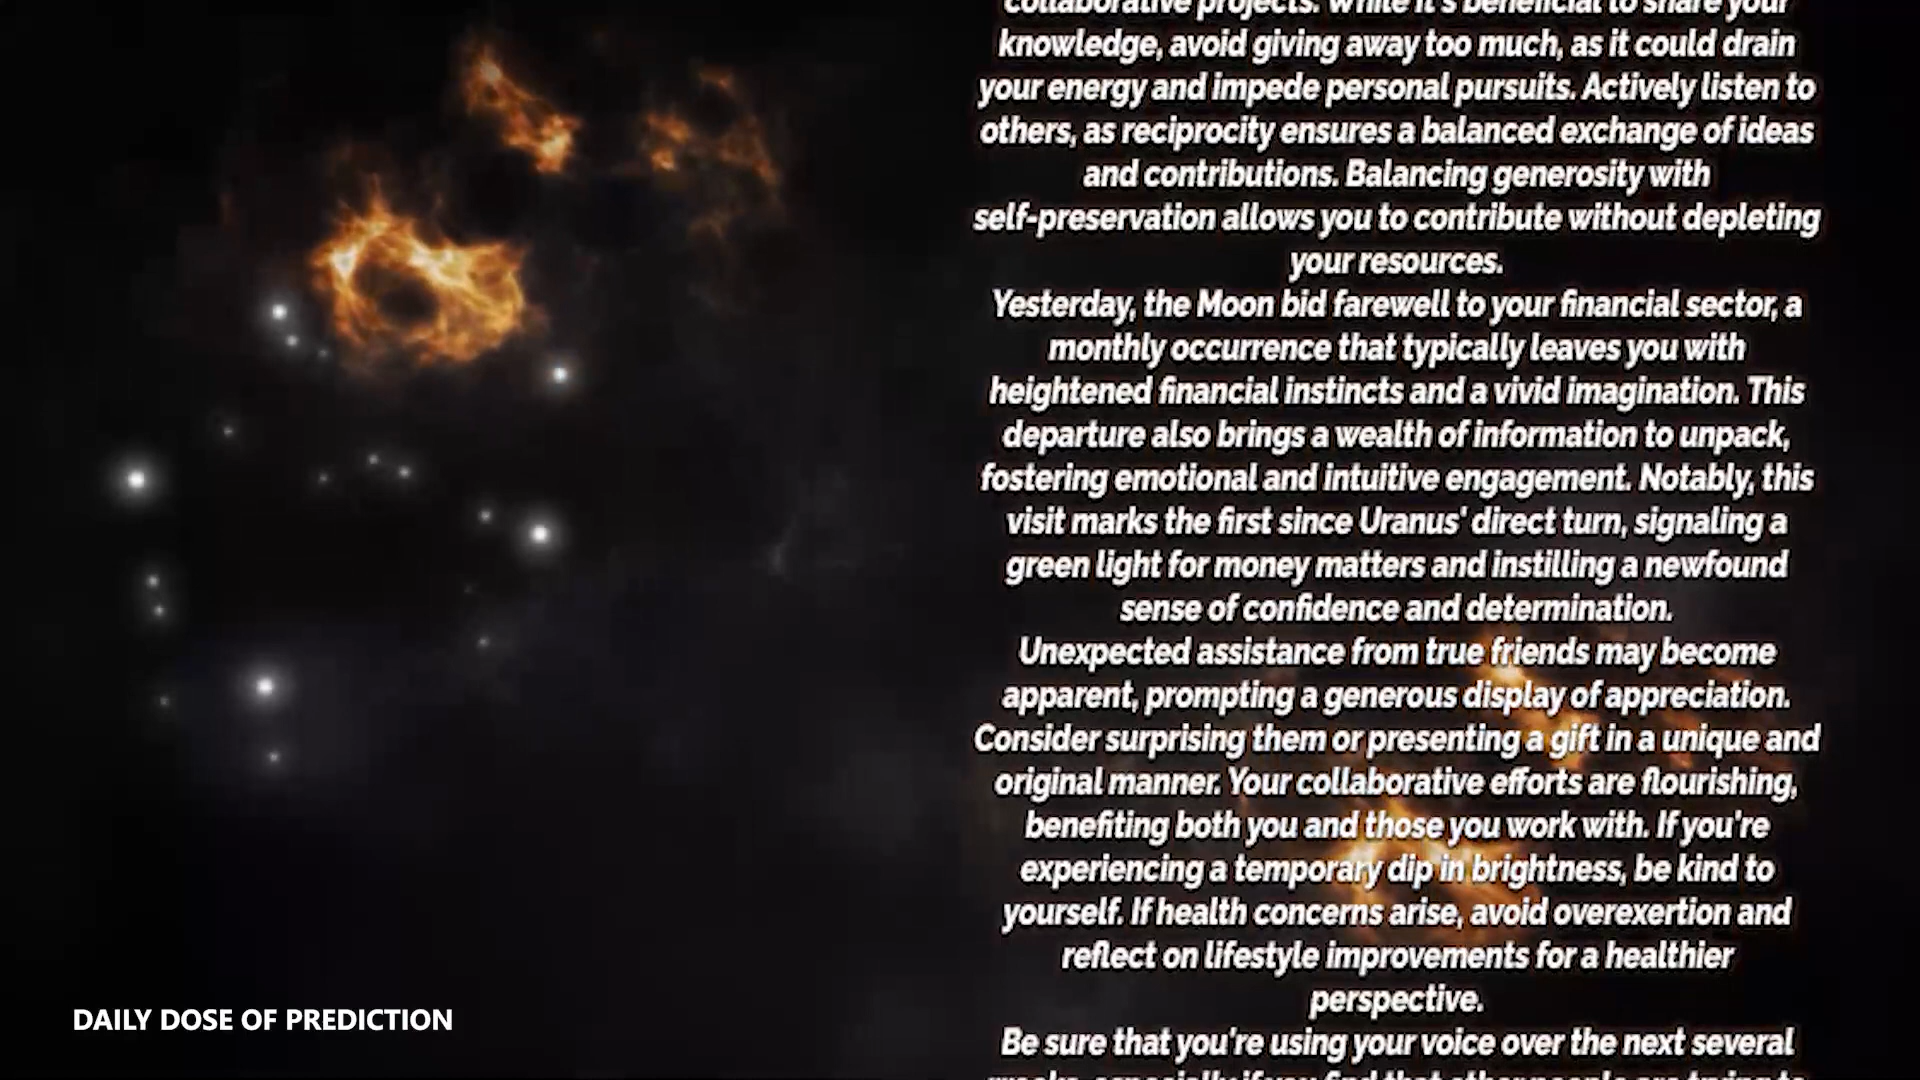 collaborative projects. While it's beneficial to share your
knowledge, avoid giving away too much, as it could drain
your energy and impede personal pursuits. Actively listen to
others, as reciprocity ensures a balanced exchange of ideas
and contributions. Balancing generosity with
self-preservation allows you to contribute without depleting
your resources.
Yesterday, the Moon bid farewell to your financial sector, a
monthly occurrence that typically leaves you with
heightened financial instincts and a vivid imagination. This
departure also brings a wealth of information to unpack,
fostering emotional and intuitive engagement. Notably, this
visit marks the first since Uranus' direct turn, signaling a
green light for money matters and instilling a newfound
sense of confidence and determination.
Unexpected assistance from true friends may become
apparent, prompting a generous display of appreciation.
Consider surprising them or presenting a gift in a unique and
original manner. Your collaborative efforts are flourishing,
benefiting both you and those you work with. If you're
experiencing a temporary dip in brightness, be kind to
yourself. If health concerns arise, avoid overexertion and
reflect on lifestyle improvements for a healthier
perspective.
Be sure that you're using your voice over the next several
DAILY DOSE OF PREDICTION